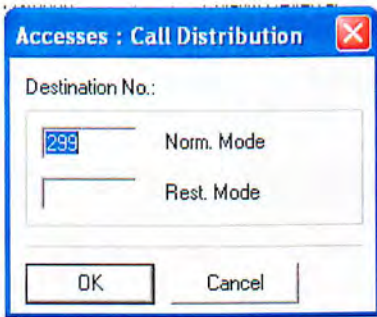 Accesses : Call Distribution
Destination No.:
299 Norm. Mode
Rest. Mode
OK Cancel